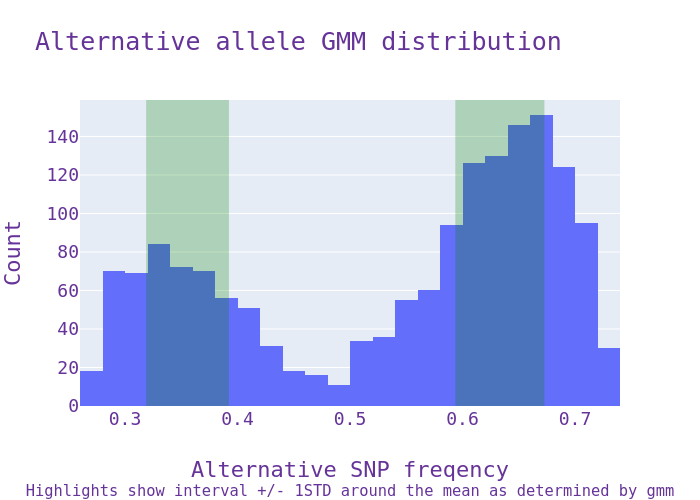 Alternative allele GMM distribution
140
120
100
80
60
40
20
0
Count
0.3 0.4 0.5 0.6 0.7
Alternative SNP freqency
Highlights show interval +/- 1STD around the mean as determined by gmm